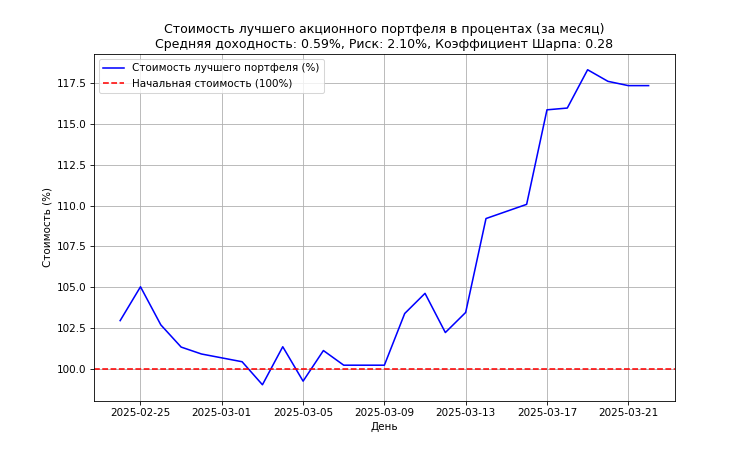 Стоимость лучшего акционного портфеля в процентах (за месяц)
Средняя доходность: 0.59%, Риск: 2.10%, Коэффициент Шарпа: 0.28
Стоимость лучшего портфеля (%)
Начальная стоимость (100%)
Стоимость (%)
117.5
115.0
112.5
110.0
107.5
105.0
102.5
100.0
2025-02-25
2025-03-01
2025-03-05
2025-03-09
2025-03-13
2025-03-17
2025-03-21
День